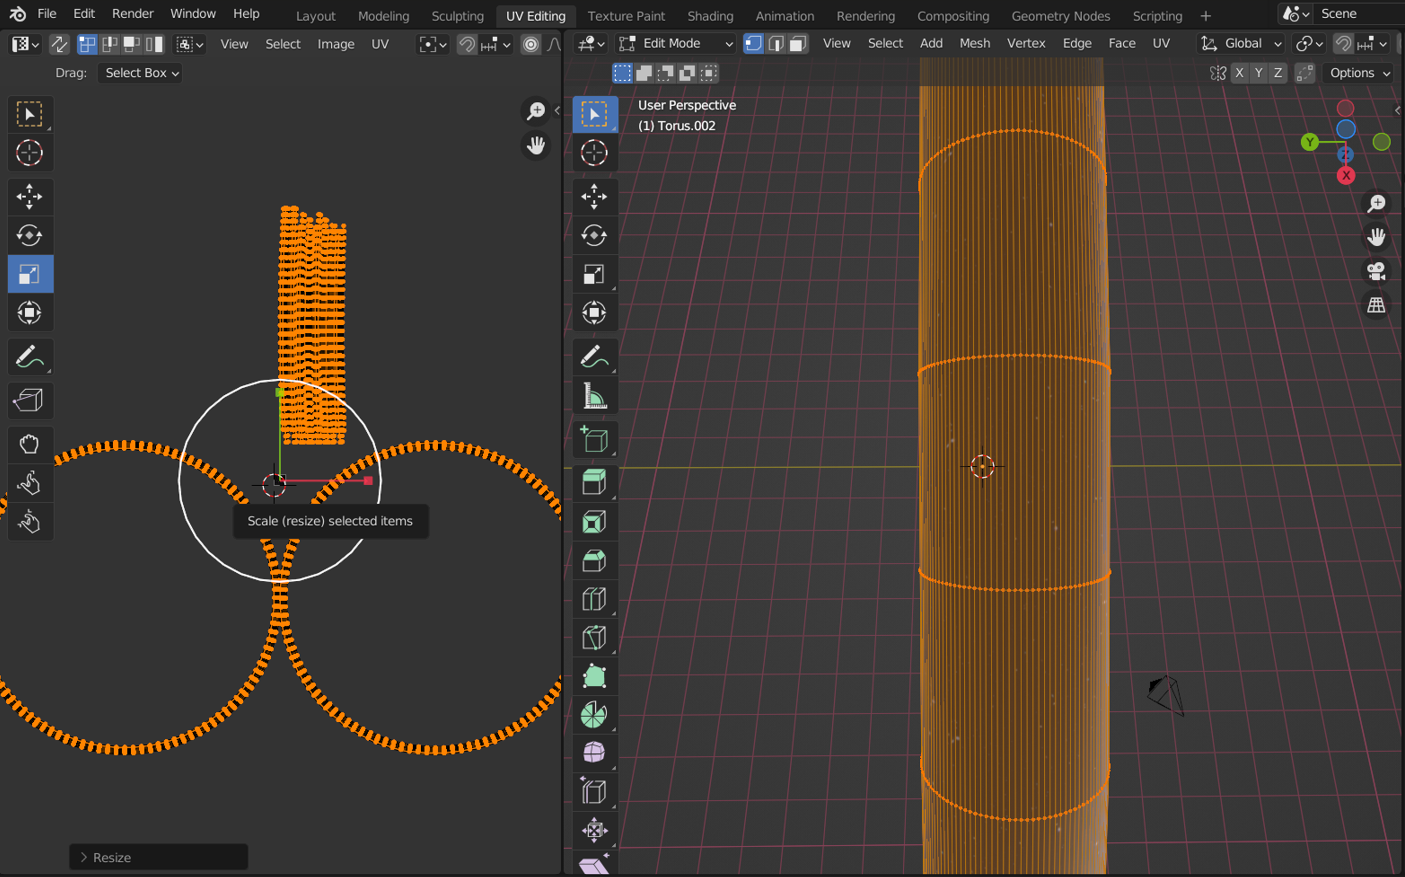 File Edit Render Window Help Layout Modeling Sculpting UV Editing Texture Paint Shading Animation Rendering Compositing Geometry Nodes Scripting + Scene
View Select Image UV
Edit Mode View Select Add Mesh Vertex Edge Face UV Global
Drag: Select Box
X Y Z Options
User Perspective
(1) Torus.002
Y
Z
X
Scale (resize) selected items
Resize